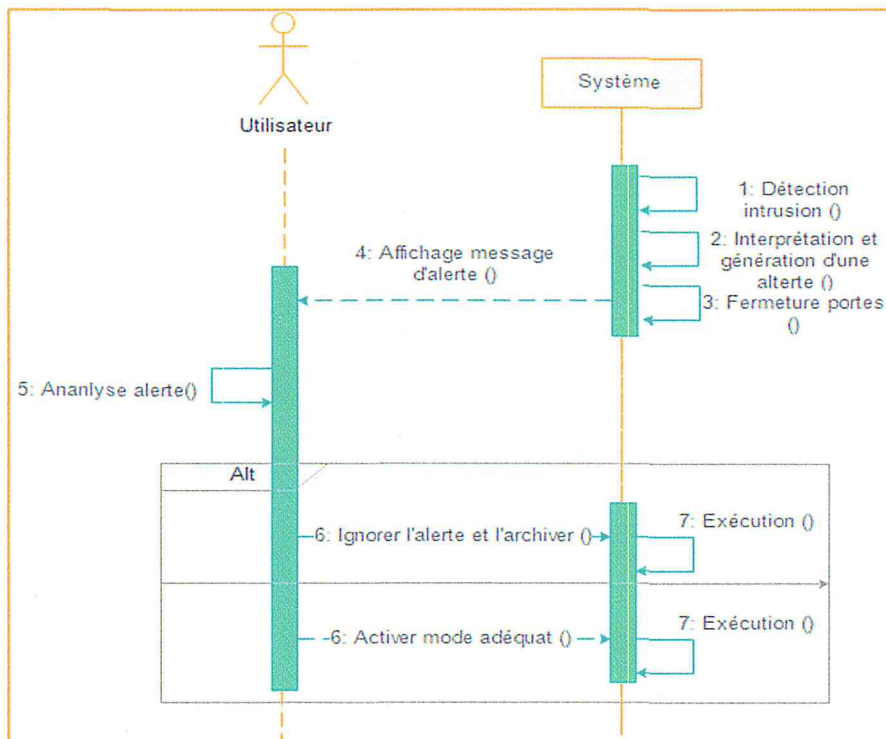 Utilisateur
Système
1: Détection
intrusion ()
2: Interprétation et
génération d'une
alterte ()
3: Fermeture portes
()
4: Affichage message
d'alerte ()
5: Ananlyse alerte()
Alt
6: Ignorer l'alerte et l'archiver ()
7: Exécution ()
6: Activer mode adéquat ()
7: Exécution ()